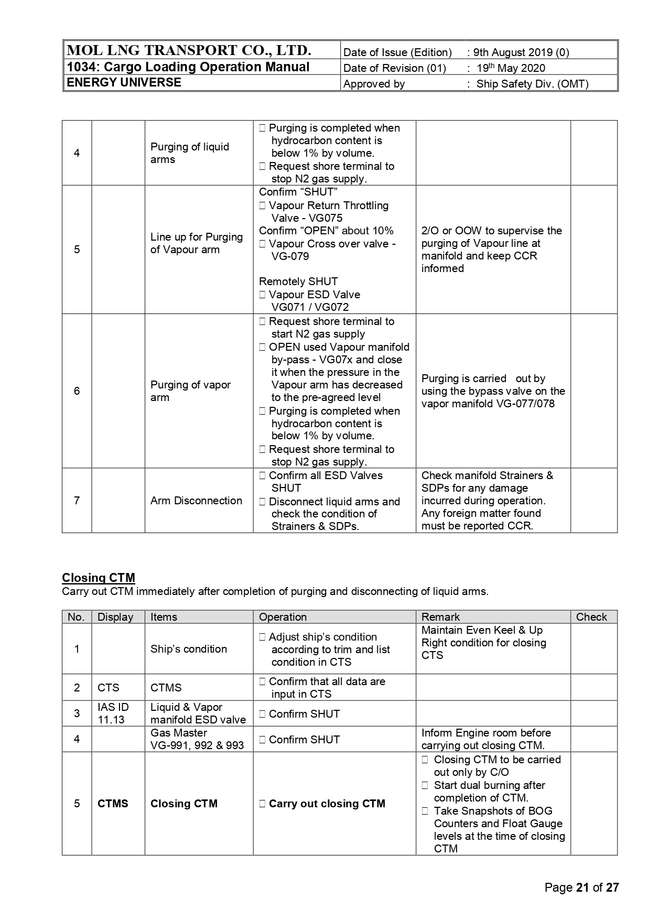 MOL LNG TRANSPORT CO., LTD. Date of Issue (Edition) : 9th August 2019 (0)
1034: Cargo Loading Operation Manual Date of Revision (01) : 19th May 2020
ENERGY UNIVERSE Approved by : Ship Safety Div. (OMT)
4
Purging of liquid
arms
□ Purging is completed when
hydrocarbon content is
below 1% by volume.
□ Request shore terminal to
stop N2 gas supply.
5
Line up for Purging
of Vapour arm
Confirm “SHUT”
□ Vapour Return Throttling
Valve - VG075
Confirm “OPEN” about 10%
□ Vapour Cross over valve -
VG-079
Remotely SHUT
□ Vapour ESD Valve
VG071 / VG072
2/O or OOW to supervise the
purging of Vapour line at
manifold and keep CCR
informed
6
Purging of vapor
arm
□ Request shore terminal to
start N2 gas supply
□ OPEN used Vapour manifold
by-pass - VG07x and close
it when the pressure in the
Vapour arm has decreased
to the pre-agreed level
□ Purging is completed when
hydrocarbon content is
below 1% by volume.
□ Request shore terminal to
stop N2 gas supply.
Purging is carried out by
using the bypass valve on the
vapor manifold VG-077/078
7
Arm Disconnection
□ Confirm all ESD Valves
SHUT
□ Disconnect liquid arms and
check the condition of
Strainers & SDPs.
Check manifold Strainers &
SDPs for any damage
incurred during operation.
Any foreign matter found
must be reported CCR.
Closing CTM
Carry out CTM immediately after completion of purging and disconnecting of liquid arms.
No. Display Items Operation Remark Check
1
Ship’s condition
□ Adjust ship’s condition
according to trim and list
condition in CTS
Maintain Even Keel & Up
Right condition for closing
CTS
2 CTS CTMS
□ Confirm that all data are
input in CTS
3
IAS ID
11.13
Liquid & Vapor
manifold ESD valve
□ Confirm SHUT
4
Gas Master
VG-991, 992 & 993
□ Confirm SHUT
Inform Engine room before
carrying out closing CTM.
5 CTMS Closing CTM □ Carry out closing CTM
□ Closing CTM to be carried
out only by C/O
□ Start dual burning after
completion of CTM.
□ Take Snapshots of BOG
Counters and Float Gauge
levels at the time of closing
CTM
Page 21 of 27